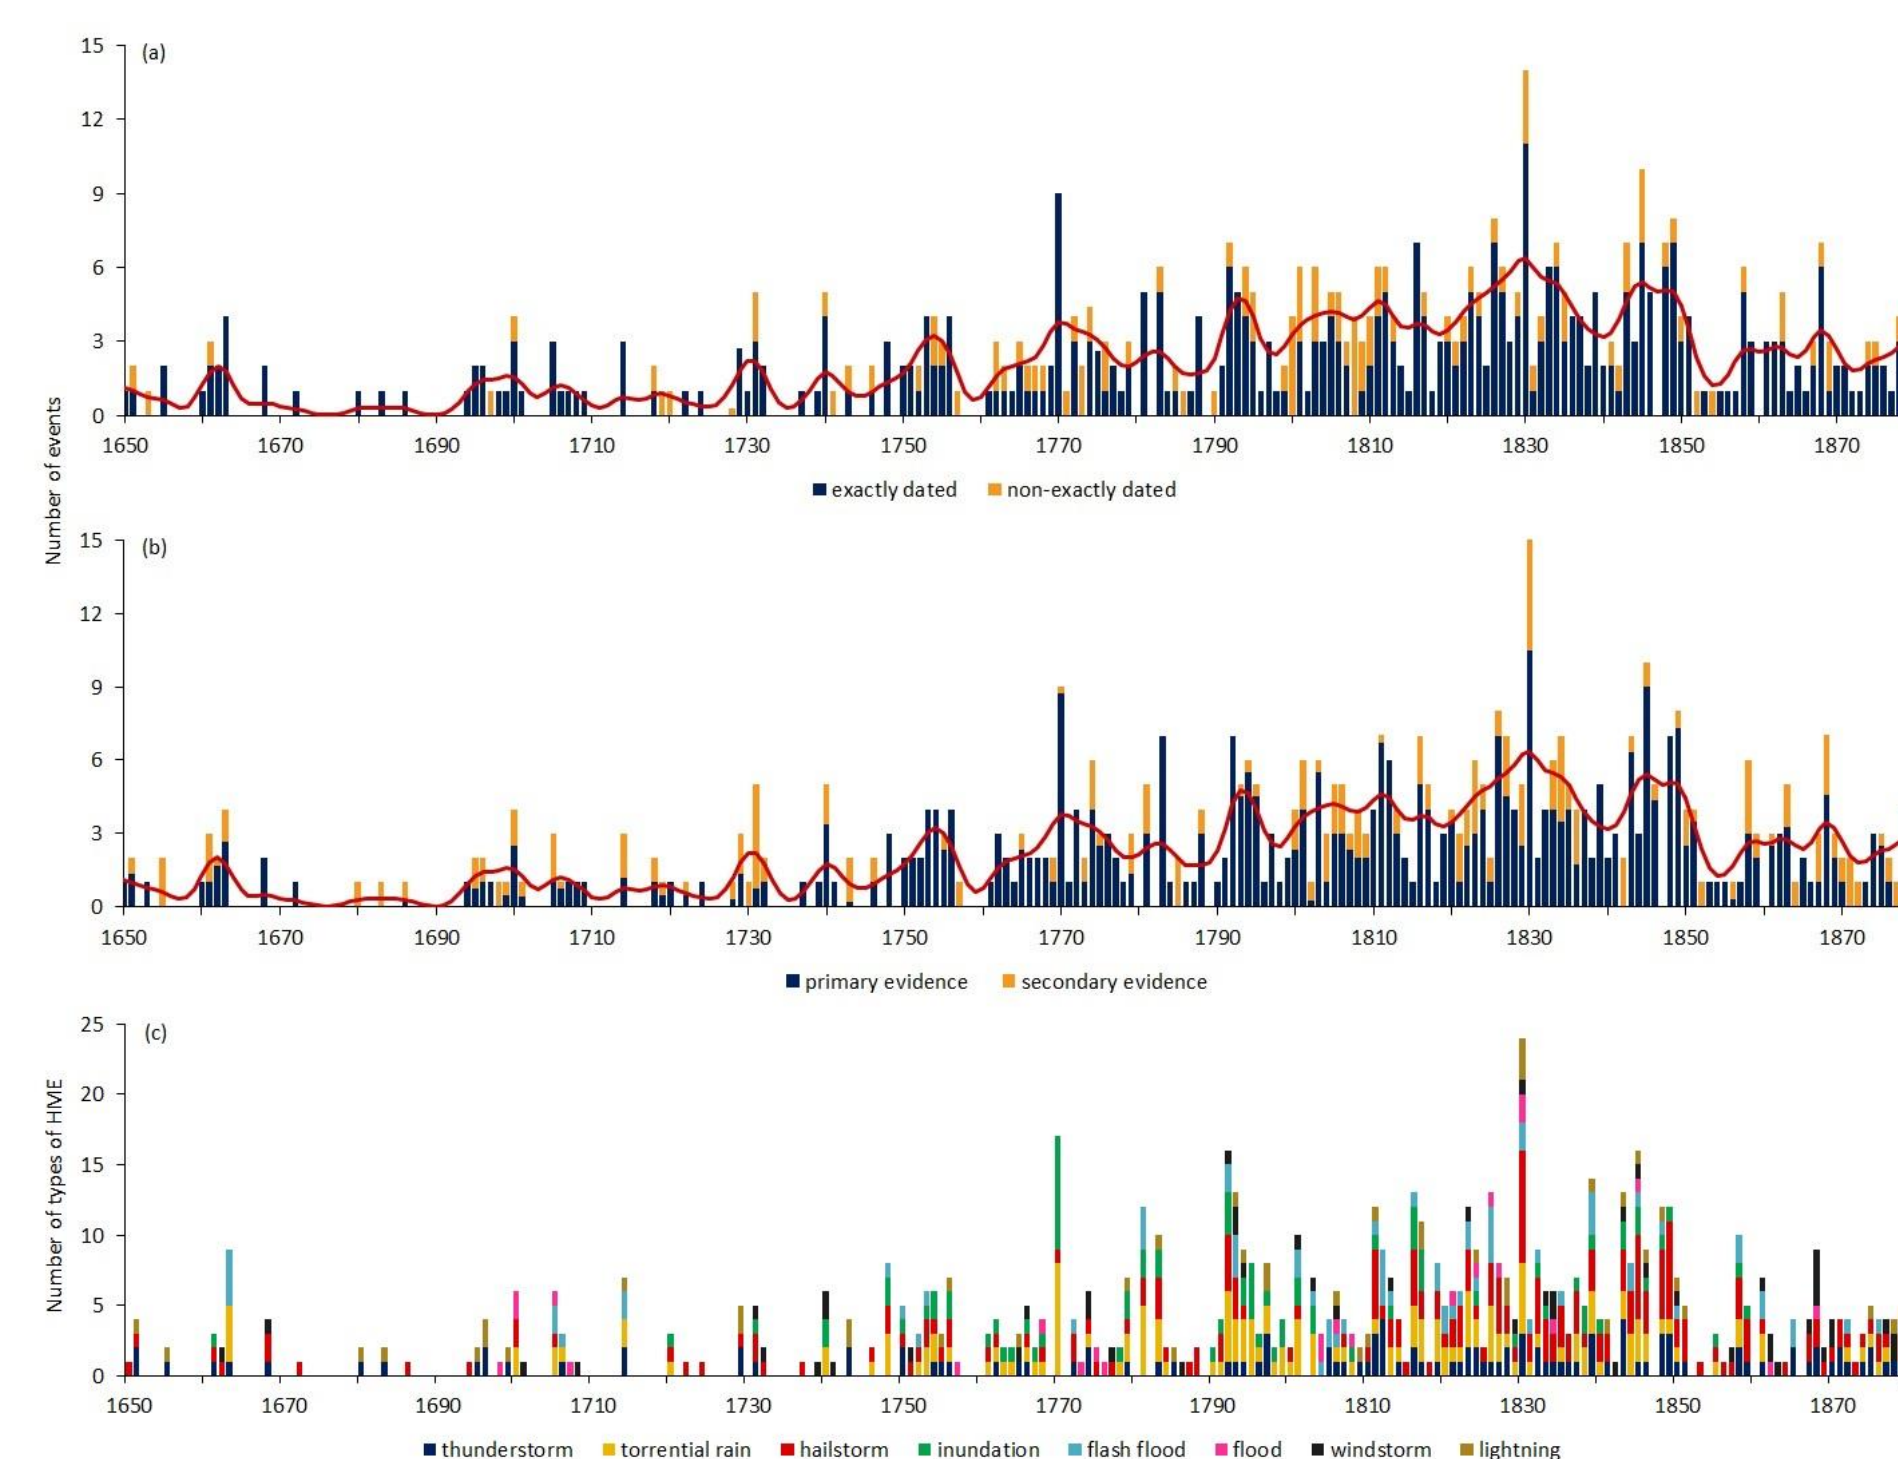 15 (a)
12
9
6
3
0
1650 1670 1690 1710 1730 1750 1770 1790 1810 1830 1850 1870
exactly dated non-exactly dated
Number of events
15 (b)
12
9
6
3
0
1650 1670 1690 1710 1730 1750 1770 1790 1810 1830 1850 1870
primary evidence secondary evidence
25 (c)
20
15
10
5
0
Number of types of HME
1650 1670 1690 1710 1730 1750 1770 1790 1810 1830 1850 1870
thunderstorm torrential rain hailstorm inundation flash flood flood windstorm lightning